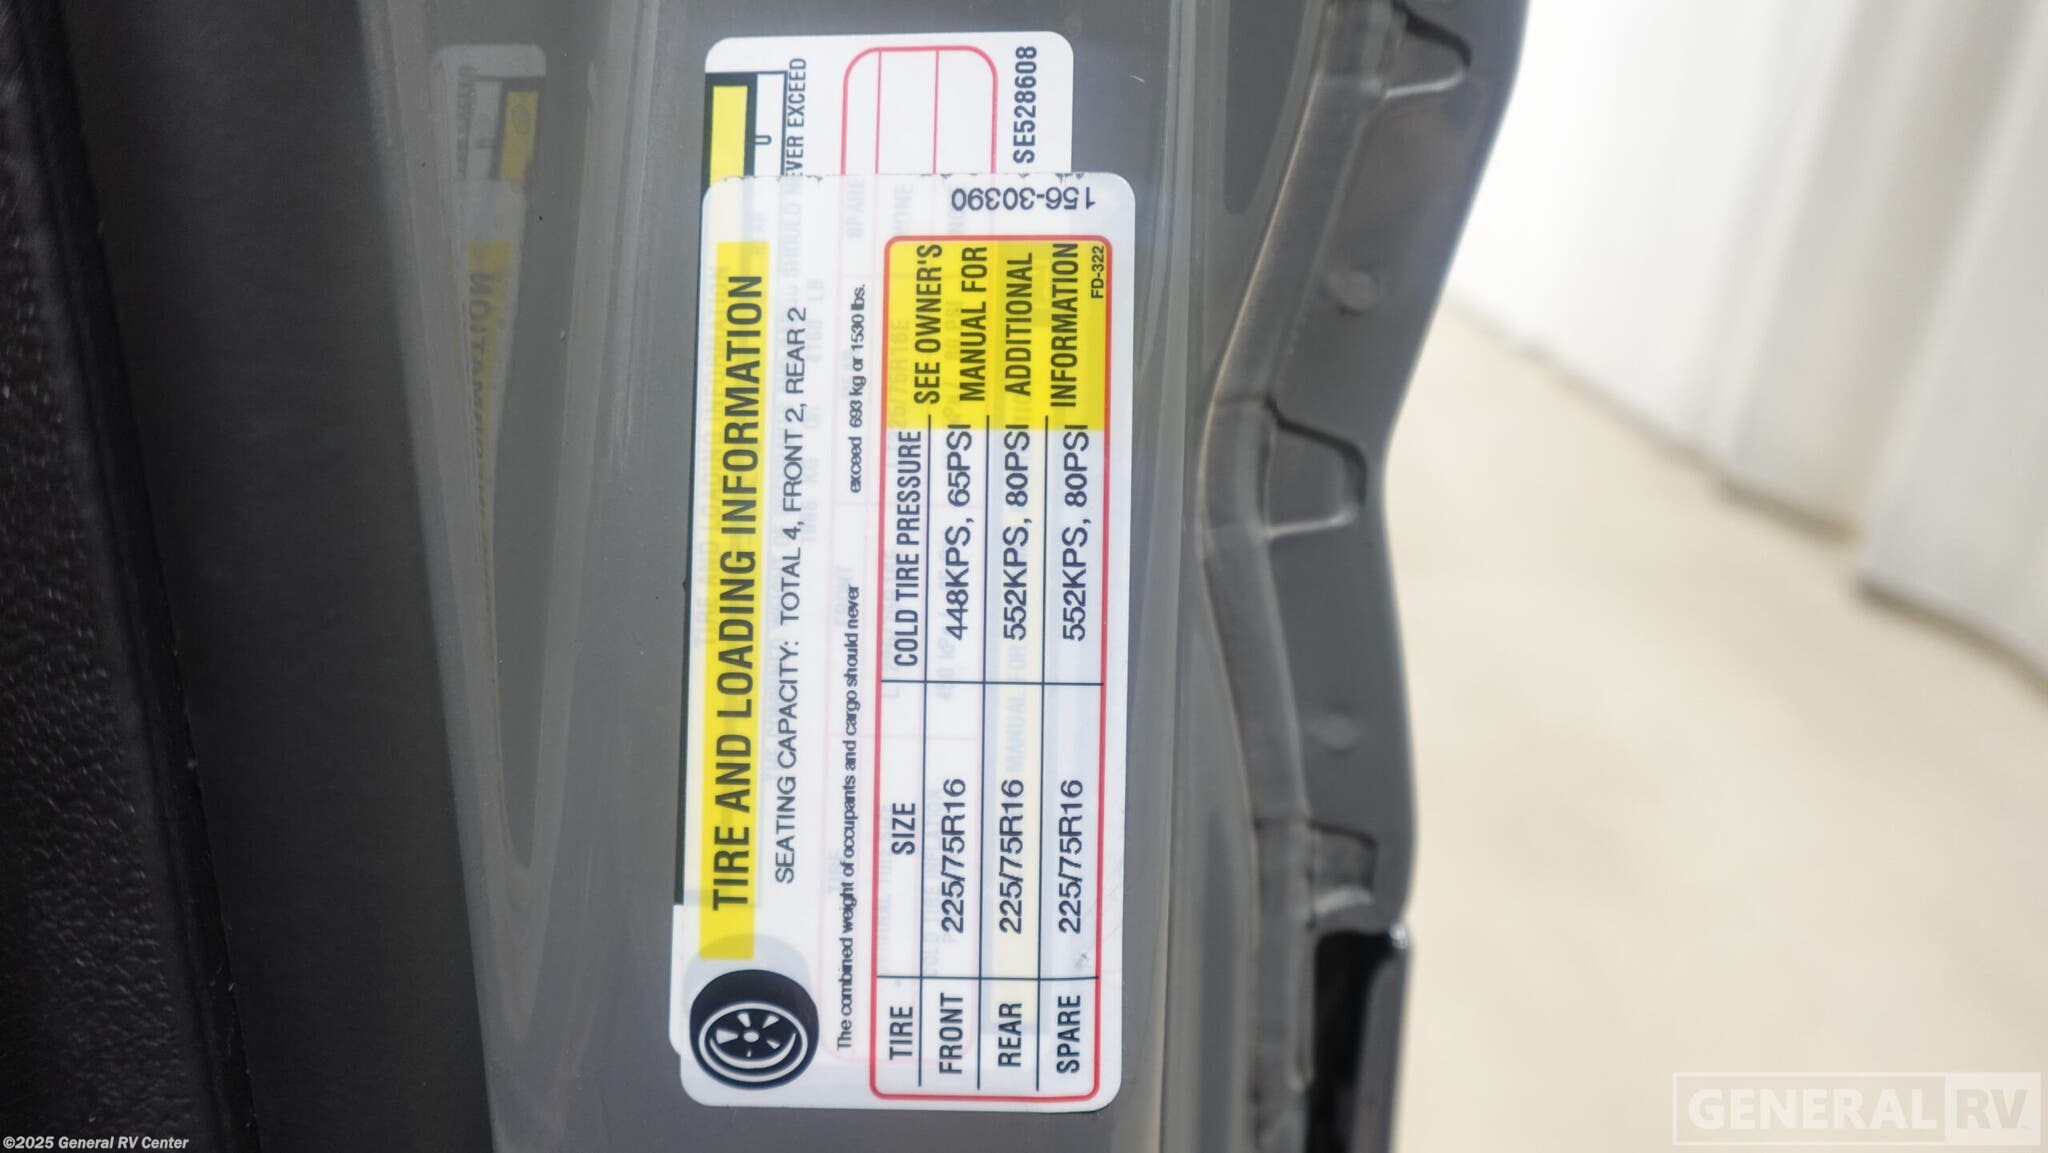 TIRE AND LOADING INFORMATION
SEATING CAPACITY: TOTAL 4, FRONT 2, REAR 2
The combined weight of occupants and cargo should never exceed 693 kg or 1530 lbs.
TIRE SIZE COLD TIRE PRESSURE SEE OWNER'S
FRONT 225/75R16 448KPS, 65PSI MANUAL FOR
REAR 225/75R16 552KPS, 80PSI ADDITIONAL
SPARE 225/75R16 552KPS, 80PSI INFORMATION
FD-322
156-30390
VER EXCEED
SE528608
©2025 General RV Center
GENERAL RV